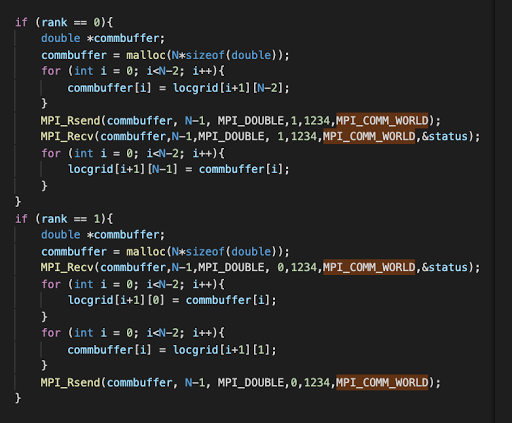 if (rank == 0){
double *commbuffer;
commbuffer = malloc(N*sizeof(double));
for (int i = 0; i<N-2; i++){
commbuffer[i] = locgrid[i+1][N-2];
}
MPI_Rsend(commbuffer, N-1, MPI_DOUBLE,1,1234,MPI_COMM_WORLD);
MPI_Recv(commbuffer,N-1,MPI_DOUBLE, 1,1234,MPI_COMM_WORLD,&status);
for (int i = 0; i<N-2; i++){
locgrid[i+1][N-1] = commbuffer[i];
}
}
if (rank == 1){
double *commbuffer;
commbuffer = malloc(N*sizeof(double));
MPI_Recv(commbuffer,N-1,MPI_DOUBLE, 0,1234,MPI_COMM_WORLD,&status);
for (int i = 0; i<N-2; i++){
locgrid[i+1][0] = commbuffer[i];
}
for (int i = 0; i<N-2; i++){
commbuffer[i] = locgrid[i+1][1];
}
MPI_Rsend(commbuffer, N-1, MPI_DOUBLE,0,1234,MPI_COMM_WORLD);
}